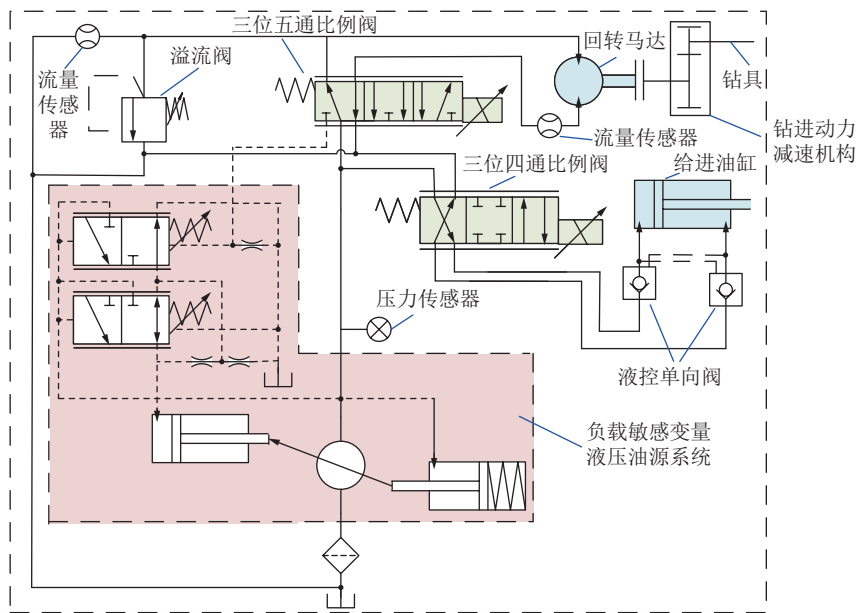 三位五通比例阀
溢流阀
流量
传感
器
回转马达
钻具
流量传感器
钻进动力
减速机构
三位四通比例阀
给进油缸
压力传感器
液控单向阀
负载敏感变量
液压油源系统